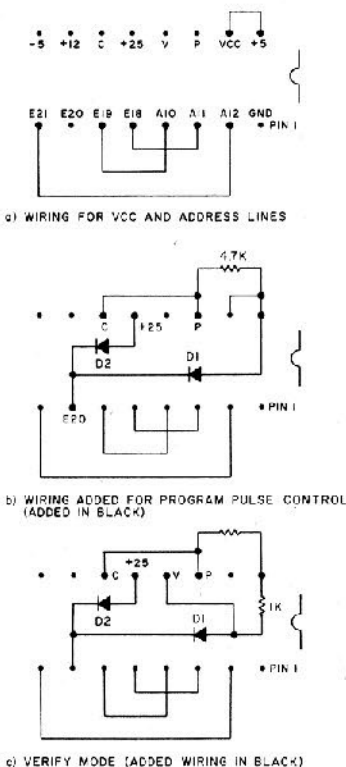 -5 +12 C +25 V P VCC +5
E21 E20 E19 E18 A10 A11 A12 GND
PIN 1
a) WIRING FOR VCC AND ADDRESS LINES
4.7K
C +25 P
D2 D1
E20
PIN 1
b) WIRING ADDED FOR PROGRAM PULSE CONTROL
(ADDED IN BLACK)
+25
C V P
1K
D2 D1
PIN 1
c) VERIFY MODE (ADDED WIRING IN BLACK)